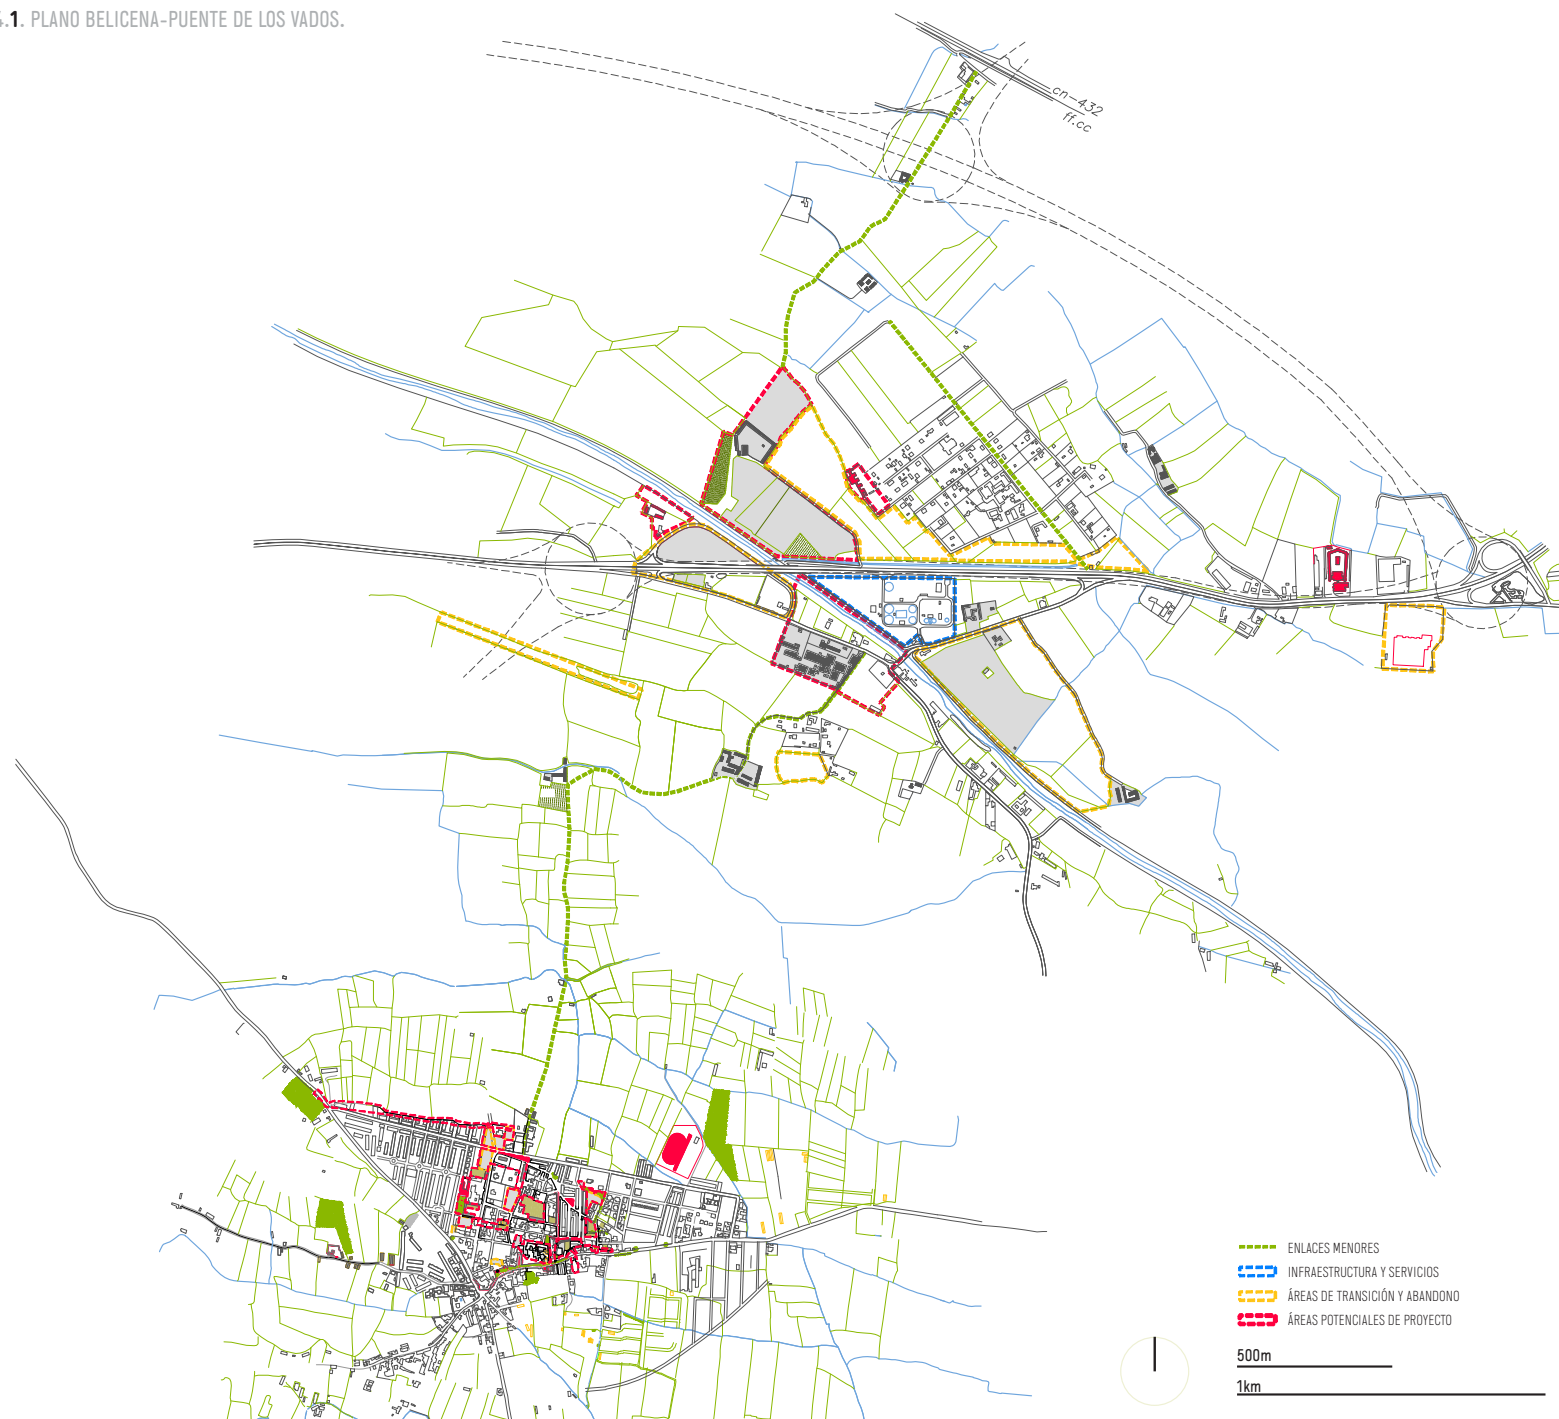 .1. PLANO BELICENA-PUENTE DE LOS VADOS.
cn-432
ff.cc
ENLACES MENORES
INFRAESTRUCTURA Y SERVICIOS
ÁREAS DE TRANSICIÓN Y ABANDONO
ÁREAS POTENCIALES DE PROYECTO
500m
1km